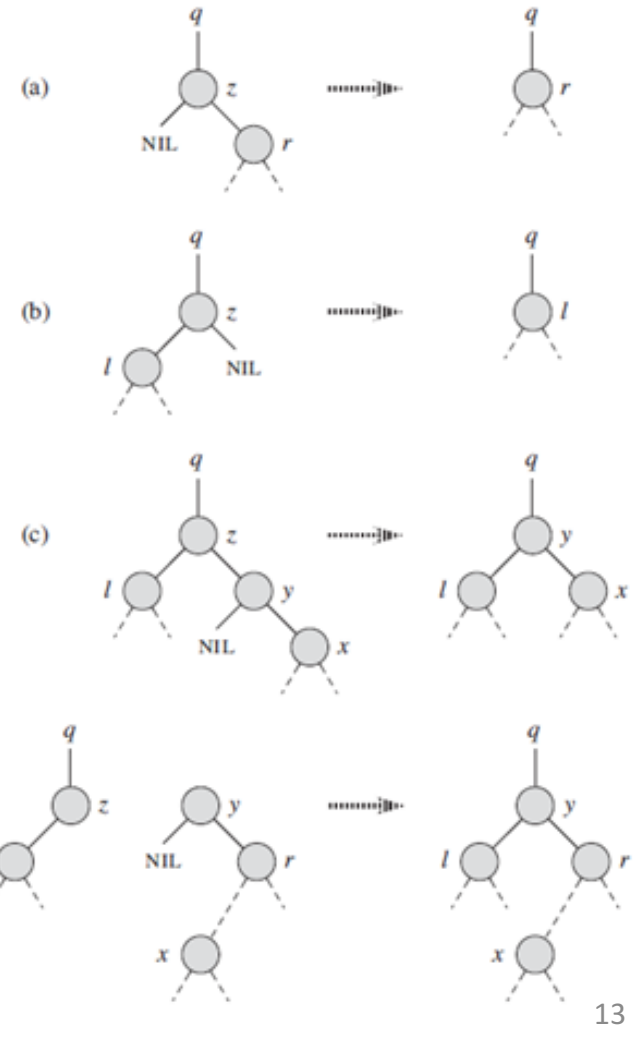 q q
(a) z r
NIL r
q q
(b) z l
l NIL
q q
(c) z y
l y l x
NIL x
q q
z y y
NIL r l r
x x
13